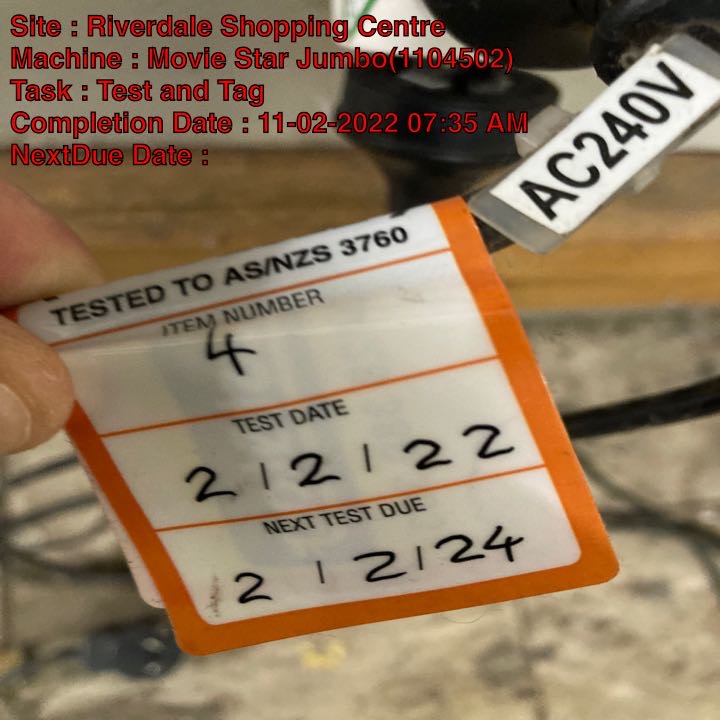 Site : Riverdale Shopping Centre
Machine : Movie Star Jumbo(1104502)
Task : Test and Tag
Completion Date : 11-02-2022 07:35 AM
NextDue Date :
AC240V
TESTED TO AS/NZS 3760
ITEM NUMBER
4
TEST DATE
2 / 2 / 22
NEXT TEST DUE
2 / 2/24